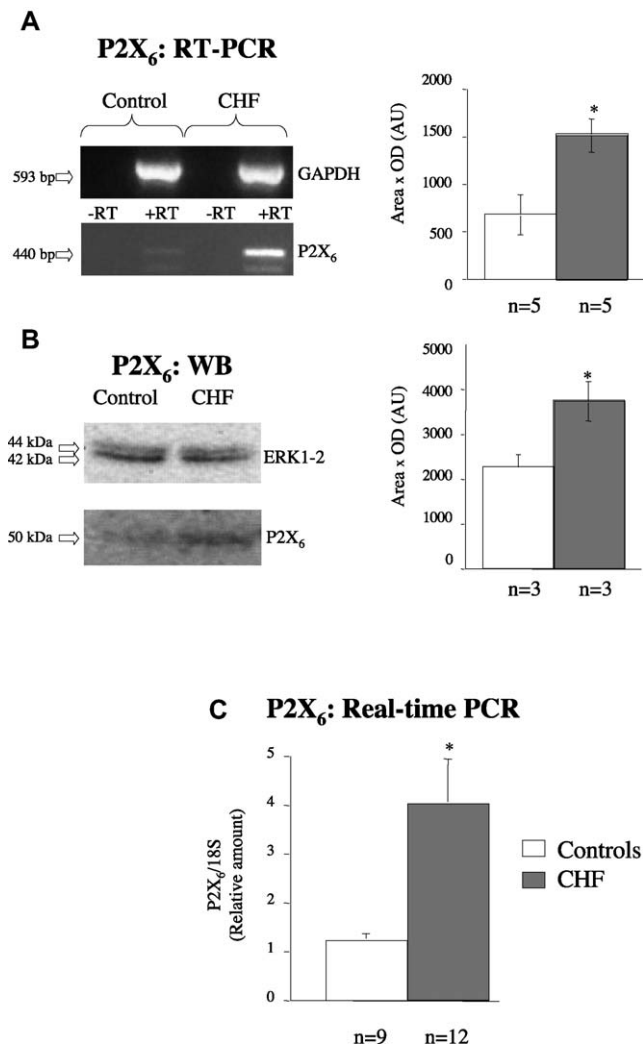 A
P2X6: RT-PCR
Control CHF
593 bp GAPDH
-RT +RT -RT +RT
440 bp P2X6
Area x OD (AU)
2000
1500
1000
500
0
*
n=5 n=5
B
P2X6: WB
Control CHF
44 kDa
42 kDa
ERK1-2
50 kDa P2X6
Area x OD (AU)
5000
4000
3000
2000
1000
0
*
n=3 n=3
C P2X6: Real-time PCR
P2X6/18S
(Relative amount)
5
4
3
2
1
0
*
n=9 n=12
Controls
CHF